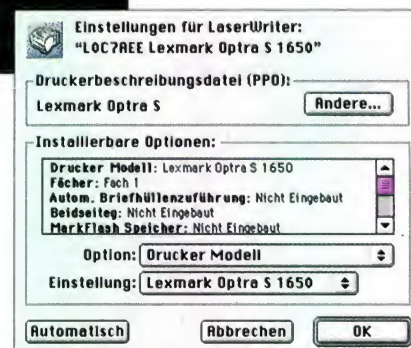 Einstellungen für LaserWriter:
“L0C7AEE Lexmark Optra S 1650”
Druckerbeschreibungsdatei (PPD):
Lexmark Optra S
Andere...
Installierbare Optionen:
Drucker Modell: Lexmark Optra S 1650
Fächer: Fach 1
Autom. Briefhüllenzuführung: Nicht Eingebaut
Beidseiteg: Nicht Eingebaut
MarkFlash Speicher: Nicht Eingebaut
Option: Drucker Modell
Einstellung: Lexmark Optra S 1650
Automatisch
Abbrechen
OK